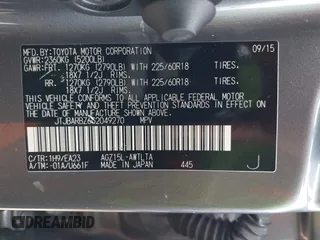 MFD.BY:TOYOTA MOTOR CORPORATION 09/15
GVWR:2360KG (5200LB)
GAWR:FRT. 1270KG (2790LB) WITH 225/60R18 TIRES,
18X7 1/2J RIMS.
RR. 1270KG (2790LB) WITH 225/60R18 TIRES,
18X7 1/2J RIMS.
THIS VEHICLE CONFORMS TO ALL APPLICABLE FEDERAL
MOTOR VEHICLE SAFETY, BUMPER, AND THEFT PREVENTION
STANDARDS IN EFFECT ON THE DATE OF
MANUFACTURE SHOWN ABOVE.
MPV
C/TR:1H9/EA23 AGZ15L-AWTLTA
A/TM:-01A/U661F MADE IN JAPAN 445 J